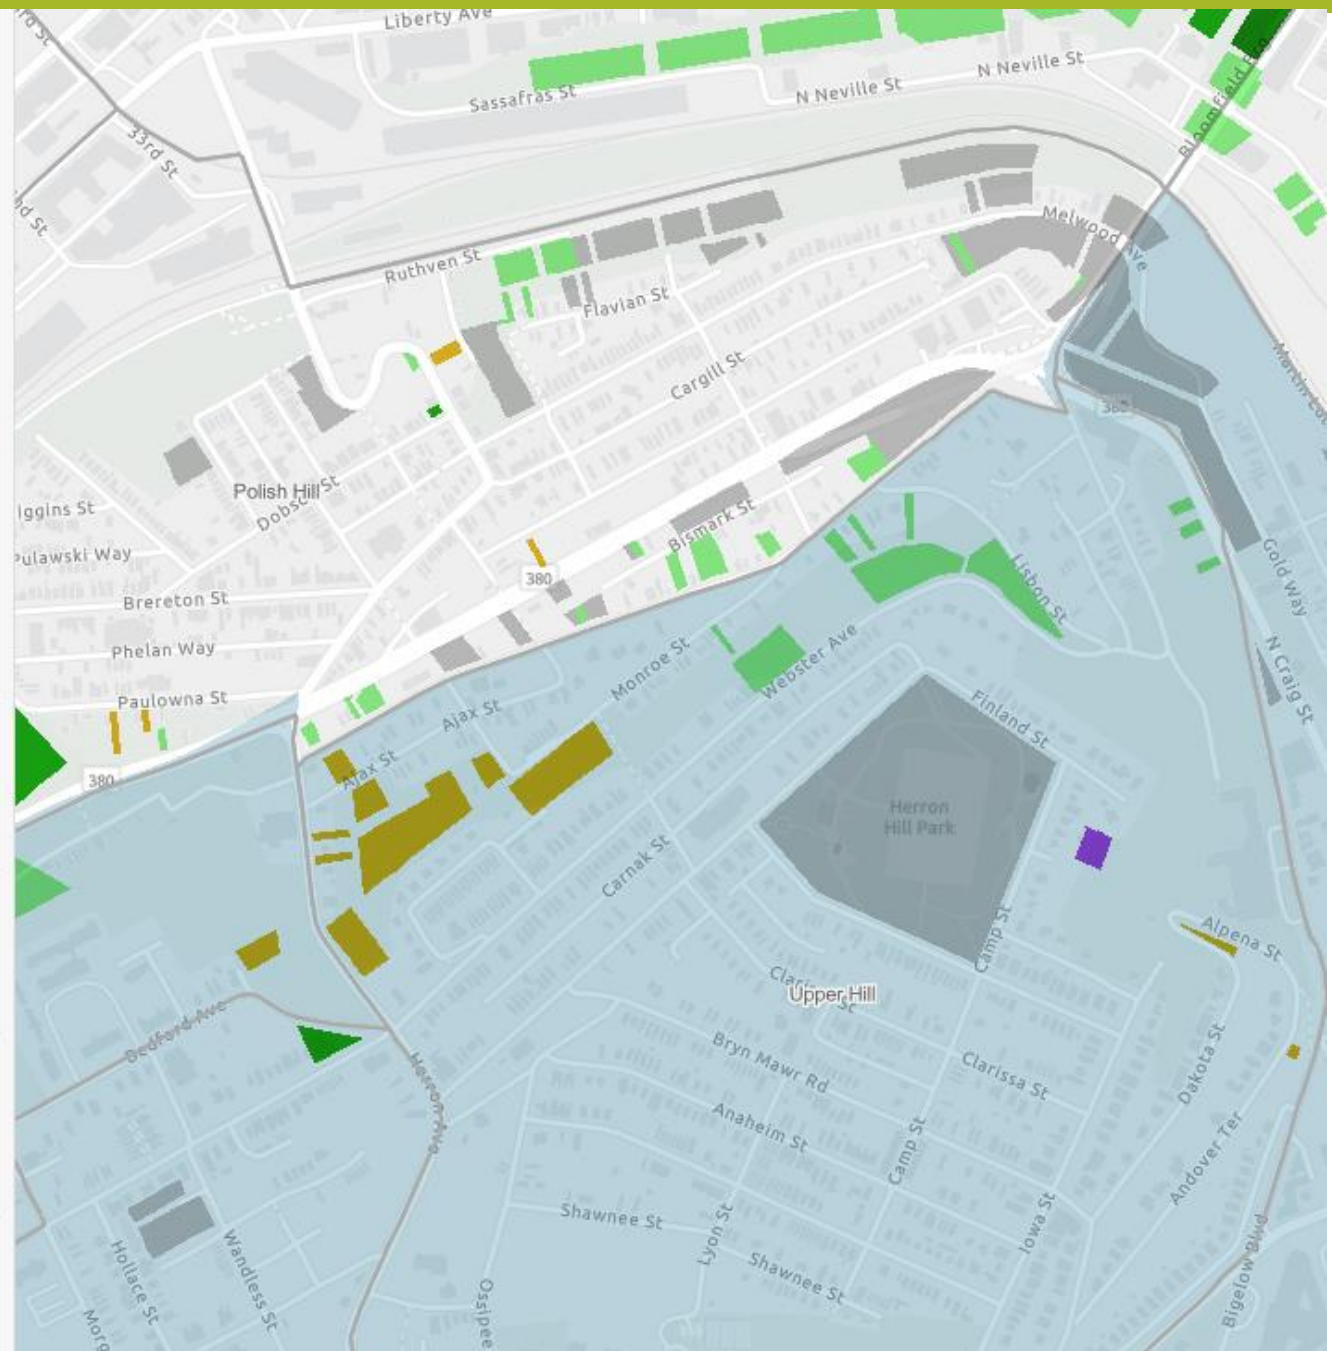 Liberty Ave
N Neville St
N Neville St
Sassafras St
33rd St
Melwood Ave
Ruthven St
Flavian St
Cargill St
380
Polish Hill
Dobson St
iggins St
Bismark St
Pulawski Way
380
Gold Way
Lisbon St
Brereton St
Phelan Way
Webster Ave
Monroe St
N Craig St
Paulowna St
Finland St
Ajax St
Ajax St
380
Herron
Hill Park
Carnak St
Camp St
Alpena St
Upper Hill
Bedford Ave
Herron Ave
Bryn Mawr Rd
Clarissa St
Dakota St
Anaheim St
Camp St
Andover Ter
Shawnee St
Lyon St
Iowa St
Hollace St
Wandless St
Shawnee St
Bigelow Blvd
Ossipee
Morg